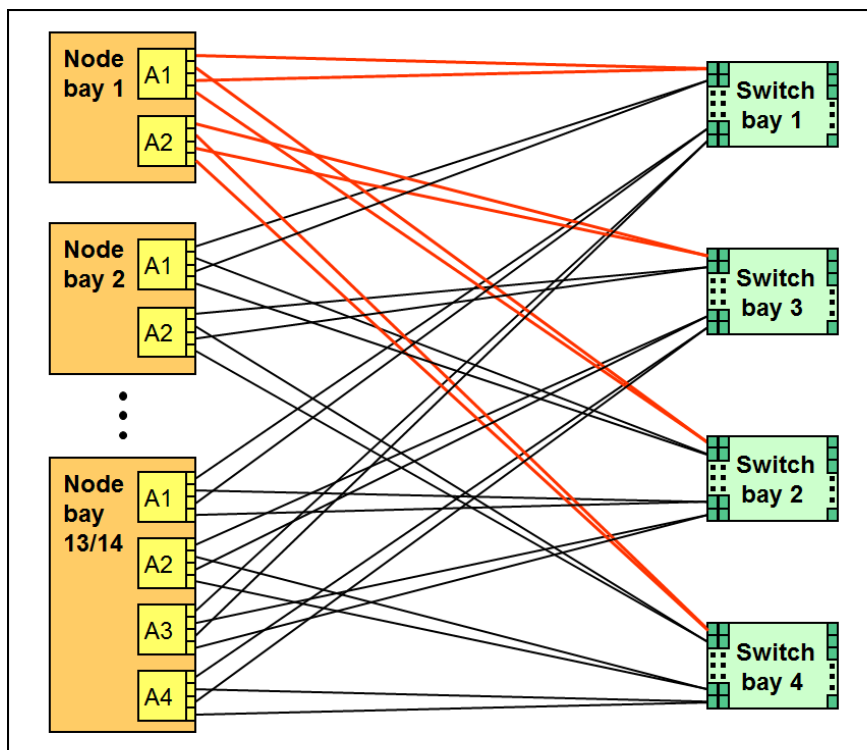 Node
bay 1
A1
A2
Node
bay 2
A1
A2
Node
bay
13/14
A1
A2
A3
A4
Switch
bay 1
Switch
bay 3
Switch
bay 2
Switch
bay 4